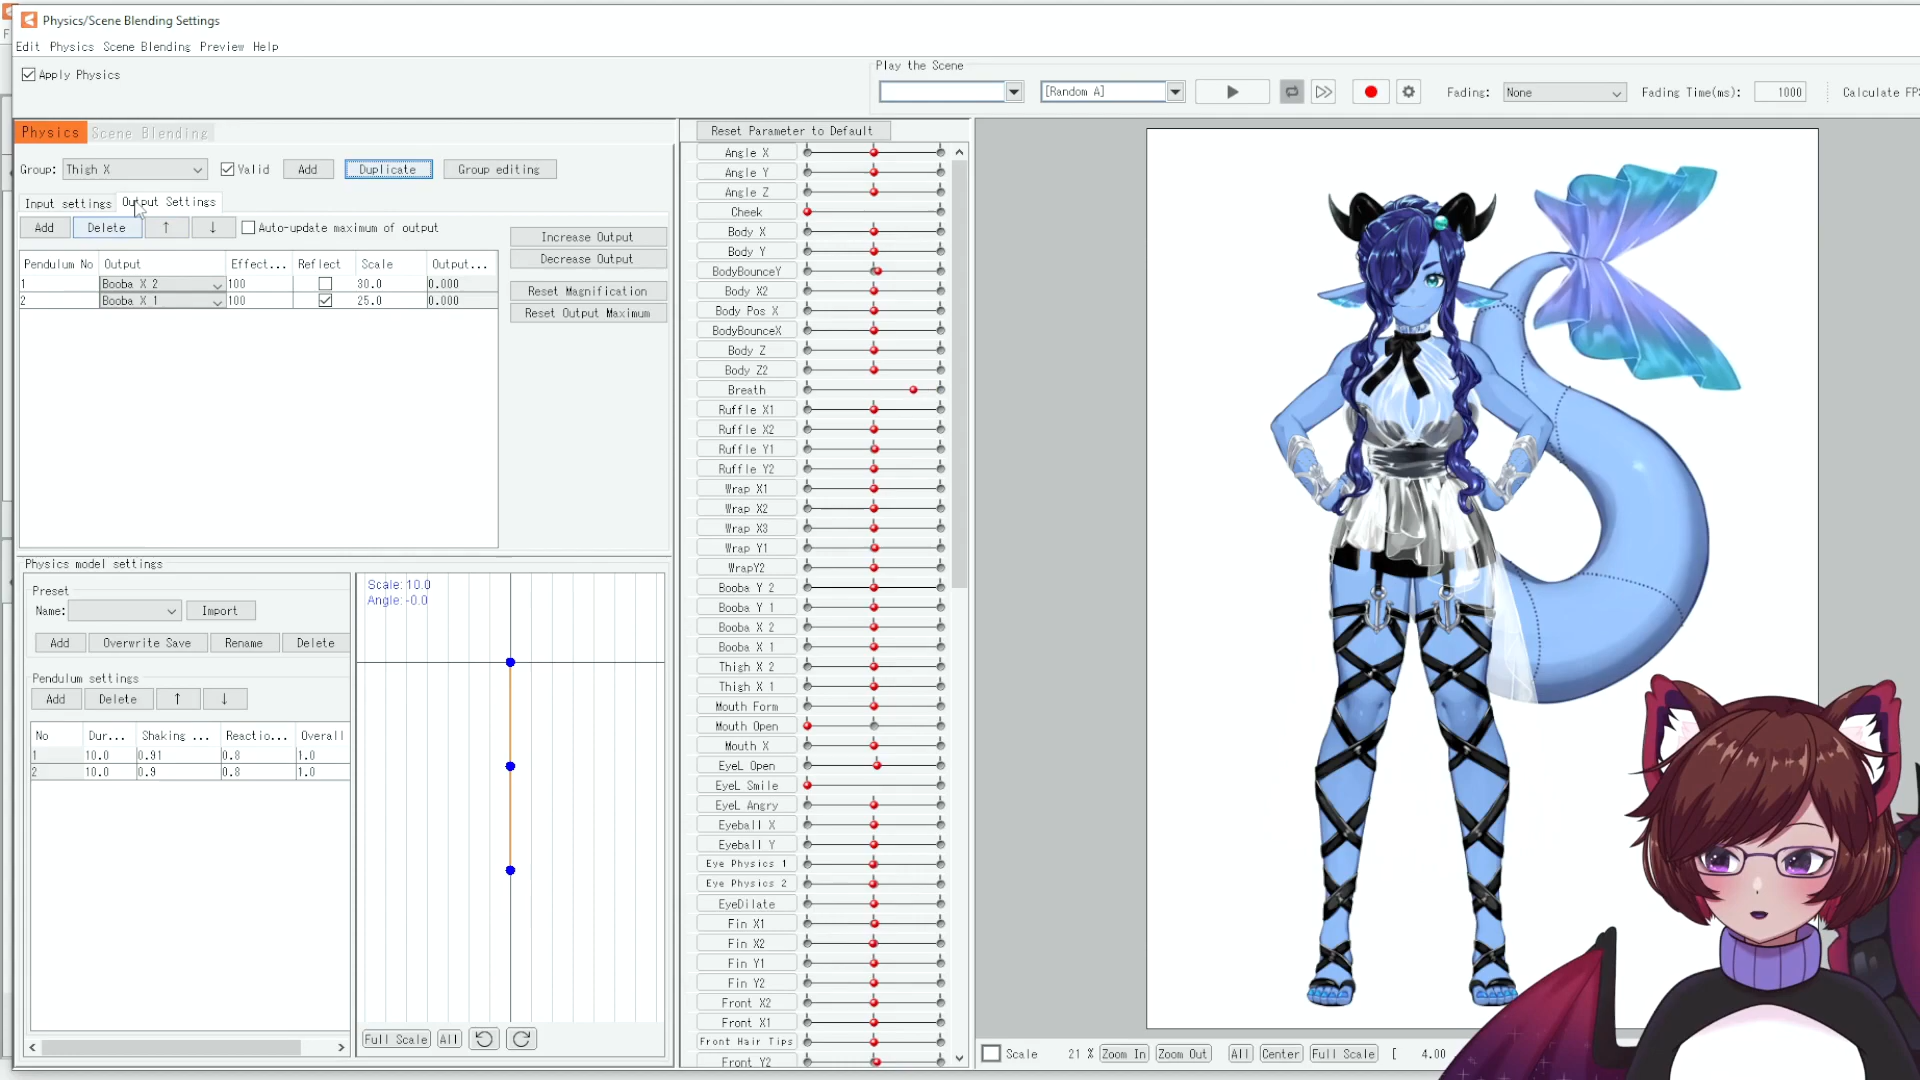 Physics/Scene Blending Settings
Edit Physics Scene Blending Preview Help
Apply Physics
Play the Scene
[Random A]
Fading: None Fading Time(ms): 1000
Physics Scene Blending
Group: Thigh X Valid Add Duplicate Group editing
Input settings Output Settings
Add Delete ↑ ↓ Auto-update maximum of output
Pendulum No Output Effect... Reflect Scale Output...
1 Booba X 2 100 30.0 0.000
2 Booba X 1 100 25.0 0.000
Increase Output
Decrease Output
Reset Magnification
Reset Output Maximum
Physics model settings
Preset
Name: Import
Add Overwrite Save Rename Delete
Pendulum settings
Add Delete ↑ ↓
No Dur... Shaking ... Reactio... Overall
1 10.0 0.91 0.8 1.0
2 10.0 0.9 0.8 1.0
Scale: 10.0
Angle: -0.0
Full Scale All
Reset Parameter to Default
Angle X
Angle Y
Angle Z
Cheek
Body X
Body Y
BodyBounceY
Body X2
Body Pos X
BodyBounceX
Body Z
Body Z2
Breath
Ruffle X1
Ruffle X2
Ruffle Y1
Ruffle Y2
Wrap X1
Wrap X2
Wrap X3
Wrap Y1
WrapY2
Booba Y 2
Booba Y 1
Booba X 2
Booba X 1
Thigh X 2
Thigh X 1
Mouth Form
Mouth Open
Mouth X
EyeL Open
EyeL Smile
EyeL Angry
Eyeball X
Eyeball Y
Eye Physics 1
Eye Physics 2
EyeDilate
Fin X1
Fin X2
Fin Y1
Fin Y2
Front X2
Front X1
Front Hair Tips
Front Y2
Scale 21 % Zoom In Zoom Out All Center Full Scale [ 4.00